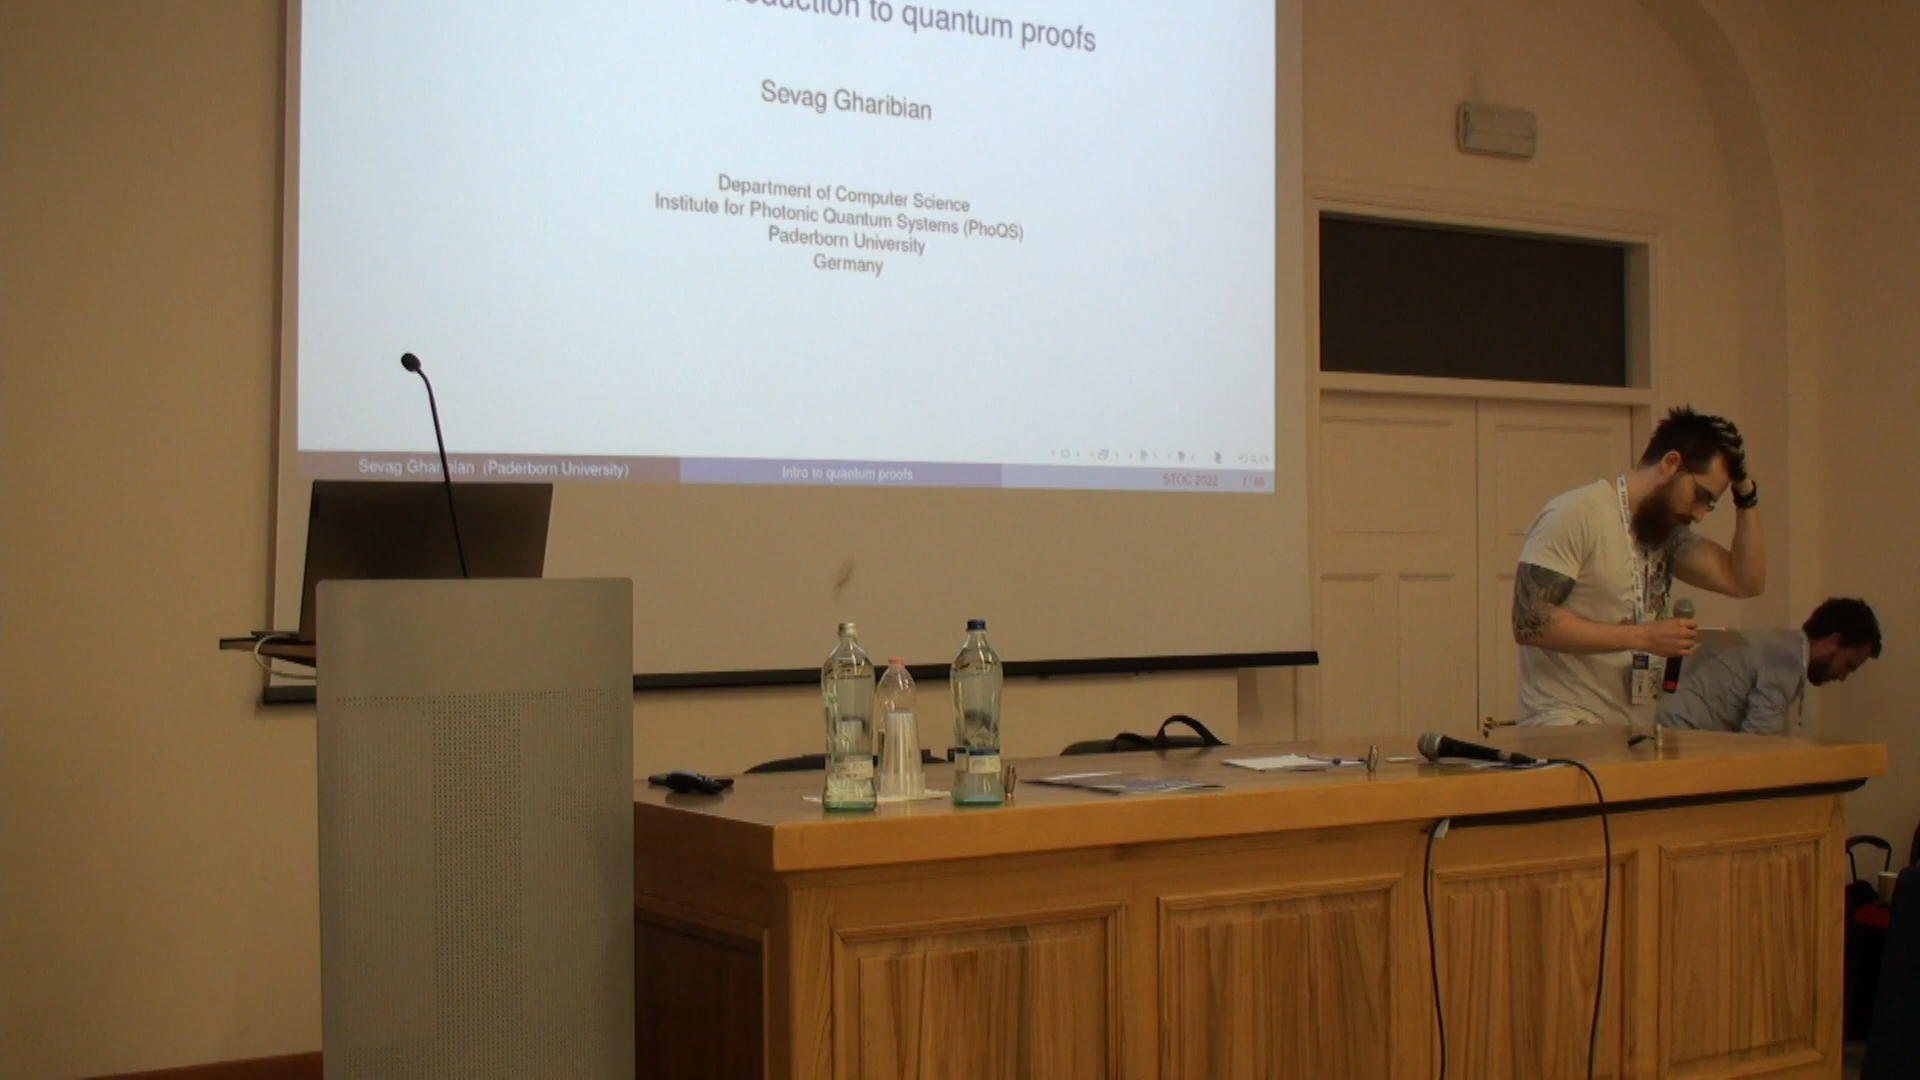 to quantum proofs
Sevag Gharibian
Department of Computer Science
Institute for Photonic Quantum Systems (PhoQS)
Paderborn University
Germany
Sevag Gharibian (Paderborn University)
Intro to quantum proofs
STOC 2022